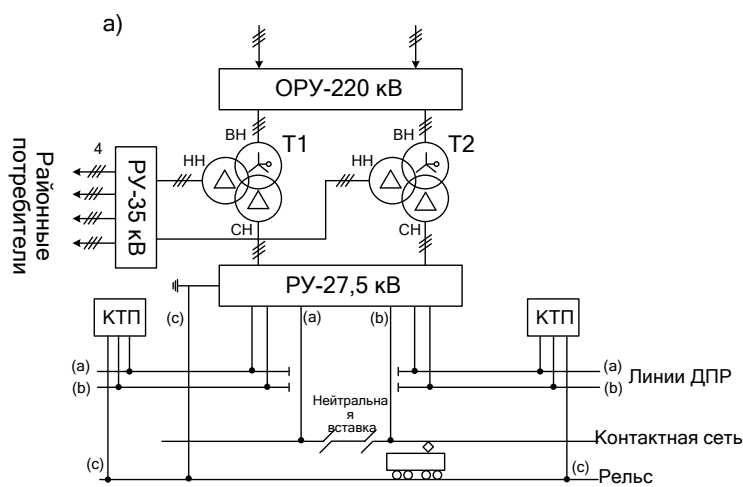 а)
ОРУ-220 кВ
ВН
Т1
ВН
Т2
НН
НН
4
Районные
потребители
РУ-35 кВ
СН
СН
РУ-27,5 кВ
КТП
(с)
(a)
(b)
КТП
(a)
(b)
(a)
(b)
Линии ДПР
Нейтральна
я
вставка
Контактная сеть
(c)
(c)
Рельс